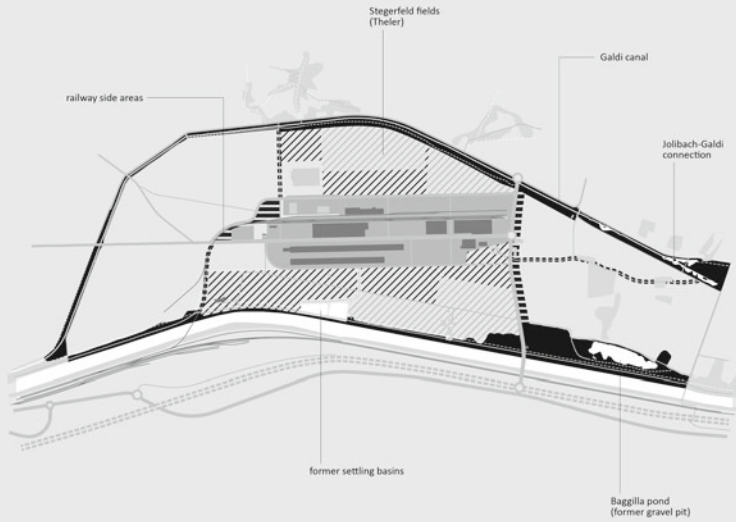 Stegerfeld fields
(Theler)
Galdi canal
railway side areas
Jolibach-Galdi
connection
former settling basins
Baggilla pond
(former gravel pit)